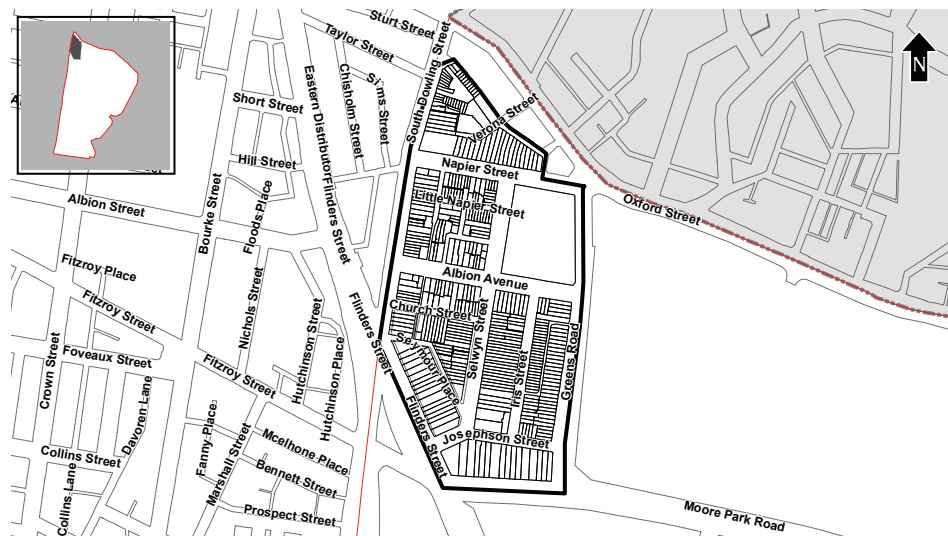 Sturt Street
Taylor Street
South Dowling Street
N
Sims Street
Chisholm Street
Eastern Distributor
Short Street
Verona Street
Hill Street
Napier Street
Flinders Street
Floods Place
Little Napier Street
Albion Street
Bourke Street
Oxford Street
Fitzroy Place
Albion Avenue
Nichols Street
Fitzroy Street
Church Street
Flinders Street
Selwyn Street
Hutchinson Street
Seymour Place
Iris Street
Greens Road
Foveaux Street
Crown Street
Fitzroy Street
Hutchinson Place
Davoren Lane
Fanny Place
Flinders Street
Josephson Street
Mcelhone Place
Marshall Street
Collins Street
Bennett Street
Collins Lane
Prospect Street
Moore Park Road